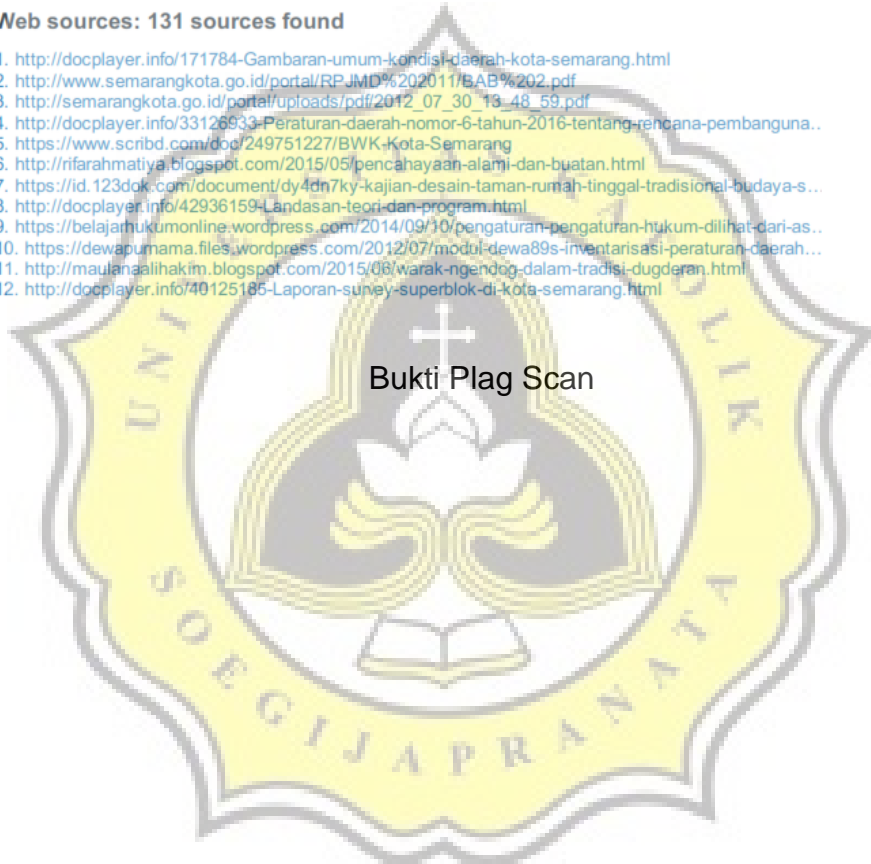 Web sources: 131 sources found
1. http://docplayer.info/171784-Gambaran-umum-kondisi-daerah-kota-semarang.html
2. http://www.semarangkota.go.id/portal/RPJMD%202011/BAB%202.pdf
3. http://semarangkota.go.id/portal/uploads/pdf/2012_07_30_13_48_59.pdf
4. http://docplayer.info/33126933-Peraturan-daerah-nomor-6-tahun-2016-tentang-rencana-pembanguna...
5. https://www.scribd.com/doc/249751227/BWK-Kota-Semarang
6. http://rifarahmatiya.blogspot.com/2015/05/pencahayaan-alami-dan-buatan.html
7. https://id.123dok.com/document/dy4dn7ky-kajian-desain-taman-rumah-tinggal-tradisional-budaya-s...
8. http://docplayer.info/42936159-Landasan-teori-dan-program.html
9. https://belajarhukumonline.wordpress.com/2014/09/10/pengaturan-pengaturan-hukum-dilihat-dari-as...
10. https://dewapurnama.files.wordpress.com/2012/07/modul-dewa89s-inventarisasi-peraturan-daerah...
11. http://maulanaalihakim.blogspot.com/2015/06/warak-ngendog-dalam-tradisi-dugderan.html
12. http://docplayer.info/40125185-Laporan-survey-superblok-di-kota-semarang.html
Bukti Plag Scan
UNIVERSITAS KATOLIK
SOEGIJAPRANATA